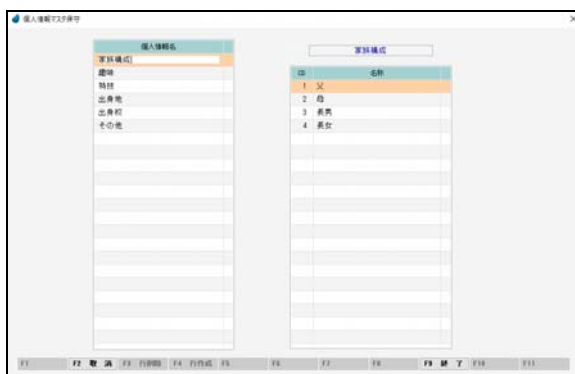 個人情報マスタ保守
個人情報名
家族構成
趣味
特技
出身地
出身校
その他
家族構成
CD 名称
1 父
2 母
3 長男
4 長女
F1 F2 取 消 F3 行削除 F4 行作成 F5 F6 F7 F8 F9 終 了 F10 F11